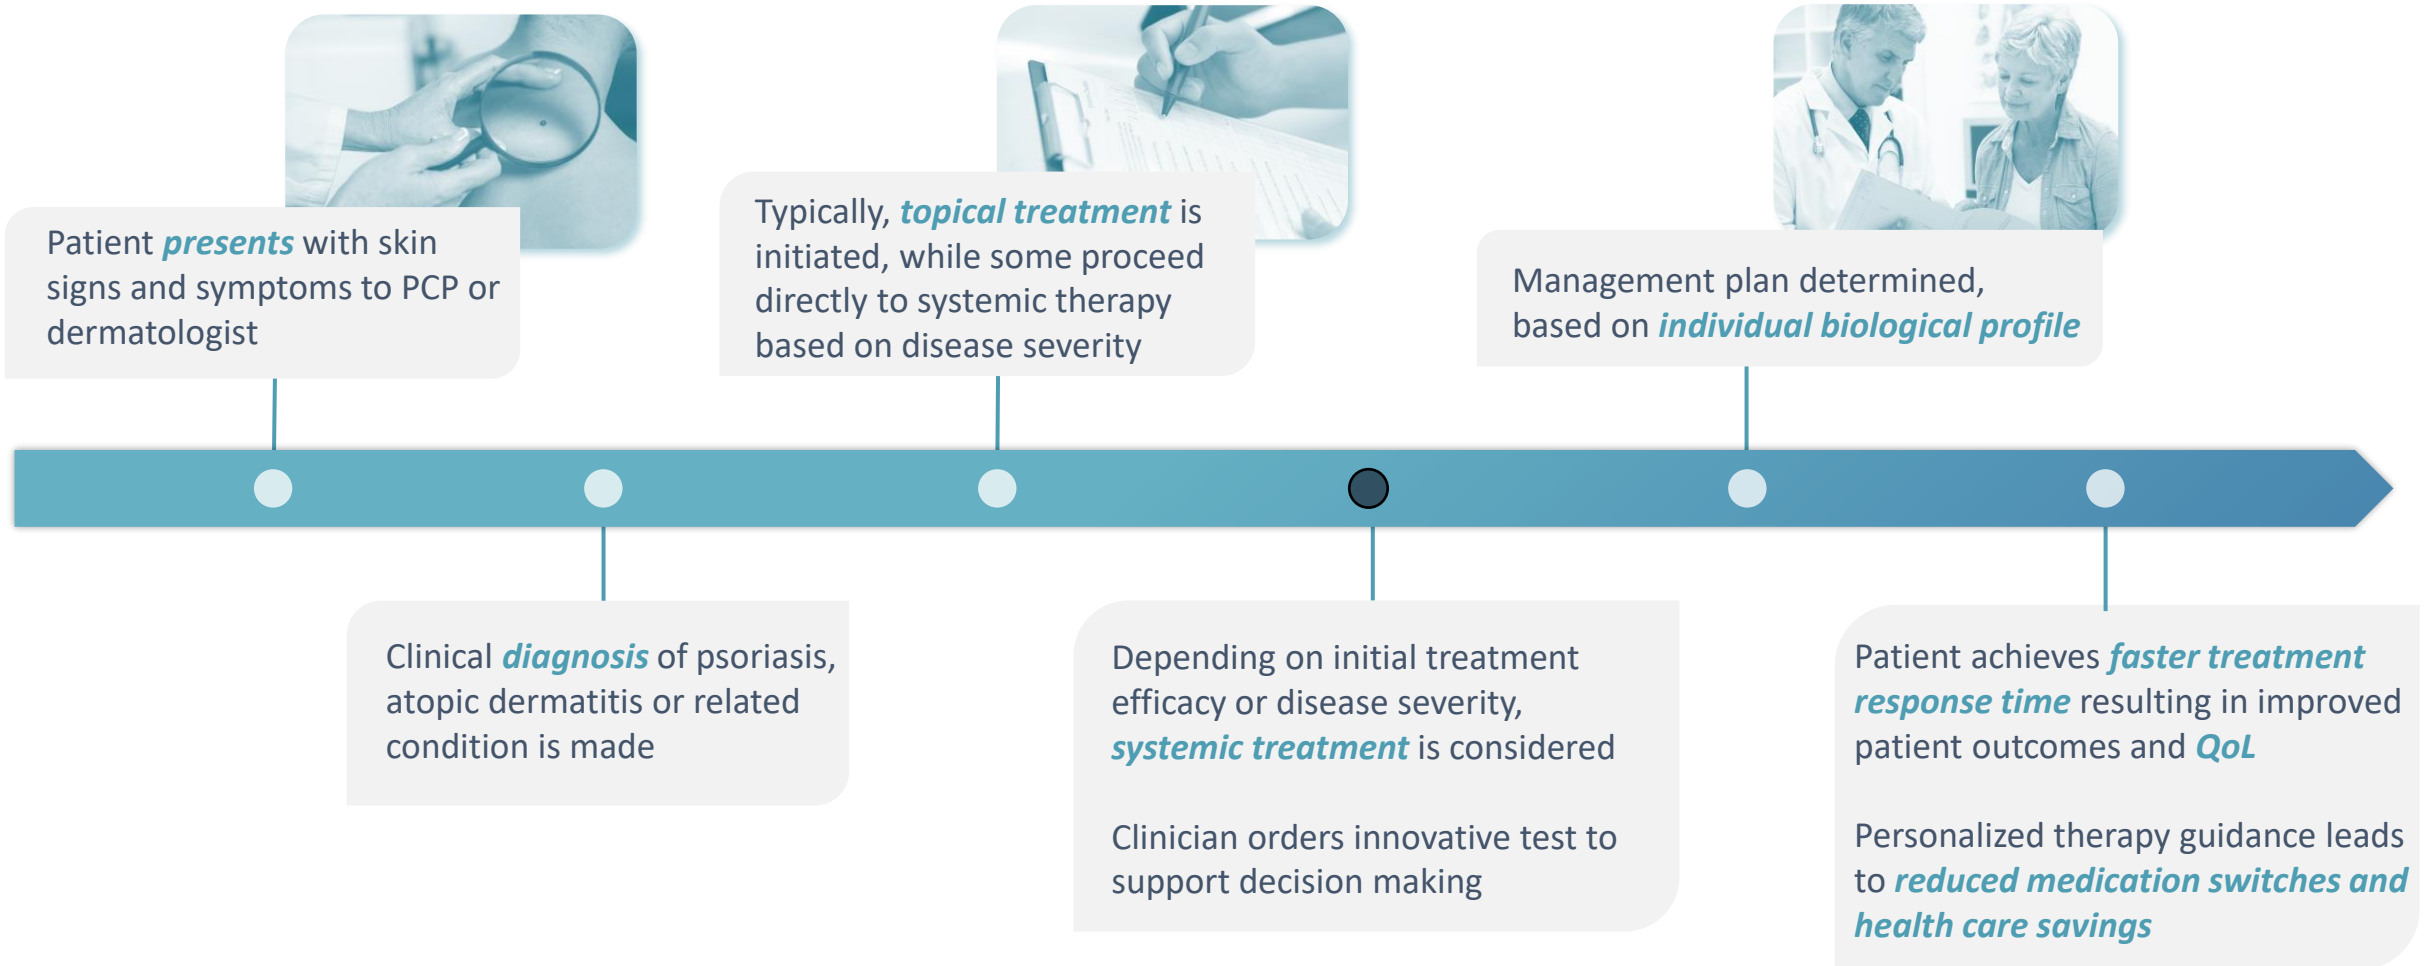 Patient presents with skin
signs and symptoms to PCP or
dermatologist
Clinical diagnosis of psoriasis,
atopic dermatitis or related
condition is made
Typically, topical treatment is
initiated, while some proceed
directly to systemic therapy
based on disease severity
Depending on initial treatment
efficacy or disease severity,
systemic treatment is considered
Clinician orders innovative test to
support decision making
Management plan determined,
based on individual biological profile
Patient achieves faster treatment
response time resulting in improved
patient outcomes and QoL
Personalized therapy guidance leads
to reduced medication switches and
health care savings